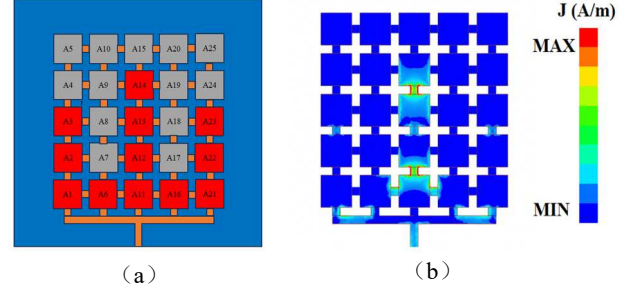 J (A/m)
MAX
MIN
A5 A10 A15 A20 A25
A4 A9 A14 A19 A24
A3 A8 A13 A18 A23
A2 A7 A12 A17 A22
A1 A6 A11 A16 A21
（a）
（b）